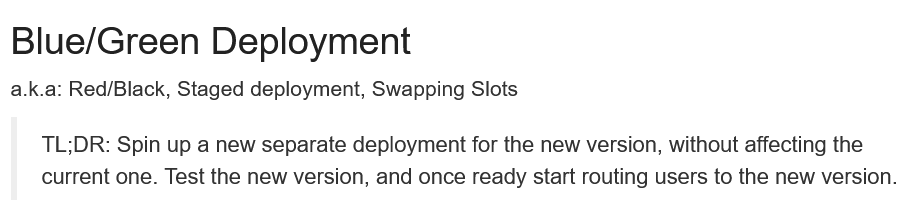 Blue/Green Deployment
a.k.a: Red/Black, Staged deployment, Swapping Slots
TL;DR: Spin up a new separate deployment for the new version, without affecting the
current one. Test the new version, and once ready start routing users to the new version.